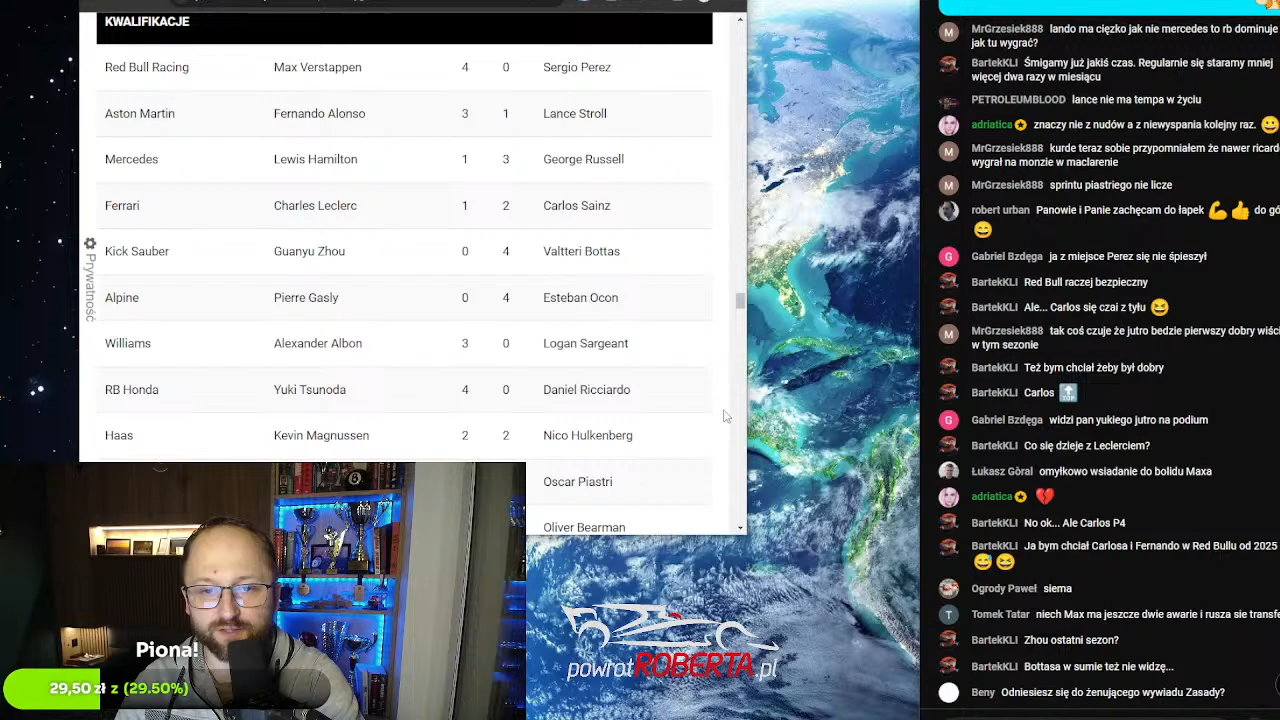 KWALIFIKACJE
Red Bull Racing Max Verstappen 4 0 Sergio Perez
Aston Martin Fernando Alonso 3 1 Lance Stroll
Mercedes Lewis Hamilton 1 3 George Russell
Ferrari Charles Leclerc 1 2 Carlos Sainz
Kick Sauber Guanyu Zhou 0 4 Valtteri Bottas
Alpine Pierre Gasly 0 4 Esteban Ocon
Williams Alexander Albon 3 0 Logan Sargeant
RB Honda Yuki Tsunoda 4 0 Daniel Ricciardo
Haas Kevin Magnussen 2 2 Nico Hulkenberg
Oscar Piastri
Oliver Bearman
Prywatność
Piona!
29,50 zł z (29.50%)
powrotROBERTA.pl
M MrGrzesiek888 lando ma ciężko jak nie mercedes to rb dominuje
jak tu wygrać?
BartekKLI Śmigamy już jakiś czas. Regularnie się staramy mniej
więcej dwa razy w miesiącu
PETROLEUMBLOOD lance nie ma tempa w życiu
adriatica znaczy nie z nudów a z niewyspania kolejny raz. 😀
M MrGrzesiek888 kurde teraz sobie przypomniałem że nawer ricardo
wygrał na monzie w maclarenie
M MrGrzesiek888 sprintu piastriego nie licze
robert urban Panowie i Panie zachęcam do łapek 💪👍 do gó
😄
G Gabriel Bzdęga ja z miejsce Perez się nie śpieszył
BartekKLI Red Bull raczej bezpieczny
BartekKLI Ale... Carlos się czai z tyłu 😆
M MrGrzesiek888 tak coś czuje że jutro bedzie pierwszy dobry wiści
w tym sezonie
BartekKLI Też bym chciał żeby był dobry
BartekKLI Carlos 🔝
G Gabriel Bzdęga widzi pan yukiego jutro na podium
BartekKLI Co się dzieje z Leclerciem?
Łukasz Góral omyłkowo wsiadanie do bolidu Maxa
adriatica 💔
BartekKLI No ok... Ale Carlos P4
BartekKLI Ja bym chciał Carlosa i Fernando w Red Bullu od 2025
😅😆
Ogrody Paweł siema
T Tomek Tatar niech Max ma jeszcze dwie awarie i rusza sie transfe
BartekKLI Zhou ostatni sezon?
BartekKLI Bottasa w sumie też nie widzę...
Beny Odniesiesz się do żenującego wywiadu Zasady?